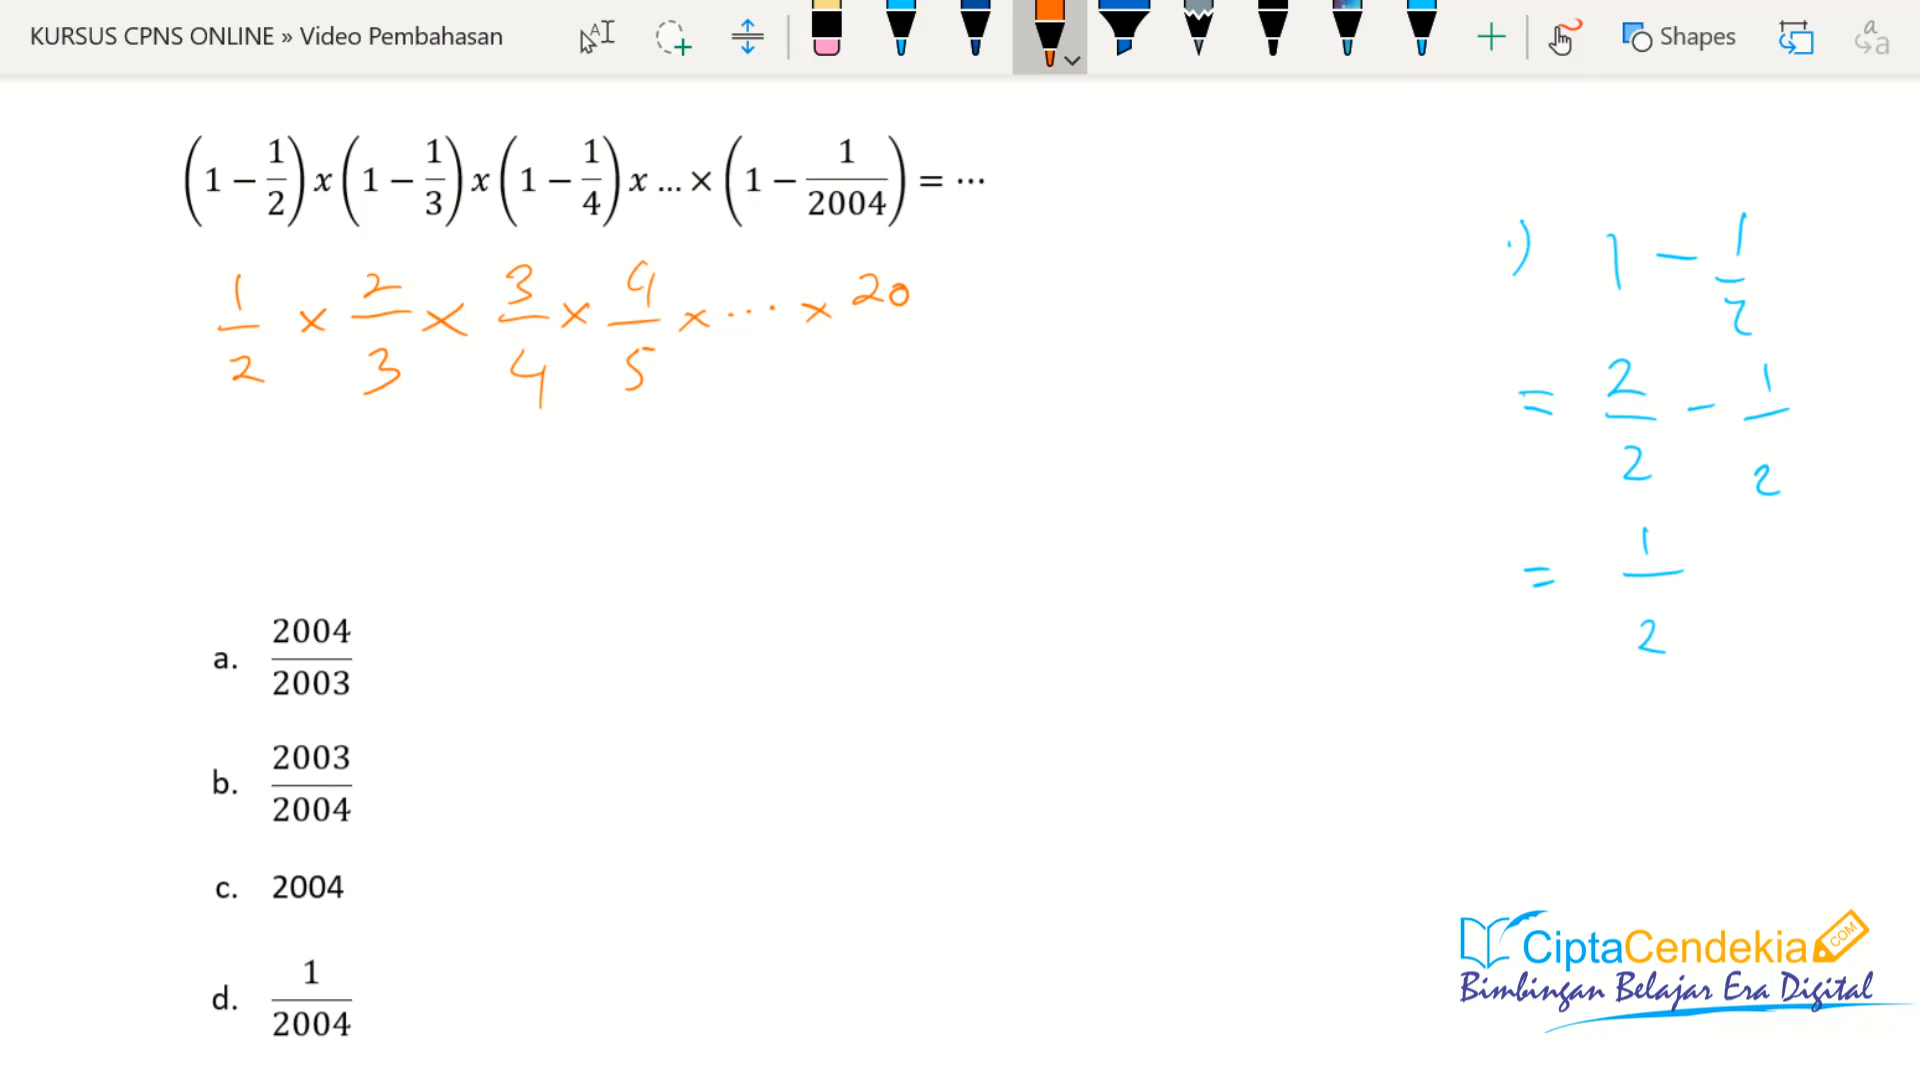 KURSUS CPNS ONLINE » Video Pembahasan
Shapes
(1 − 1/2) x (1 − 1/3) x (1 − 1/4) x ... × (1 − 1/2004) = ⋯
1/2 × 2/3 × 3/4 × 4/5 × ... × 20
a. 2004/2003
b. 2003/2004
c. 2004
d. 1/2004
·) 1 − 1/2
= 2/2 − 1/2
= 1/2
CiptaCendekia.COM
Bimbingan Belajar Era Digital